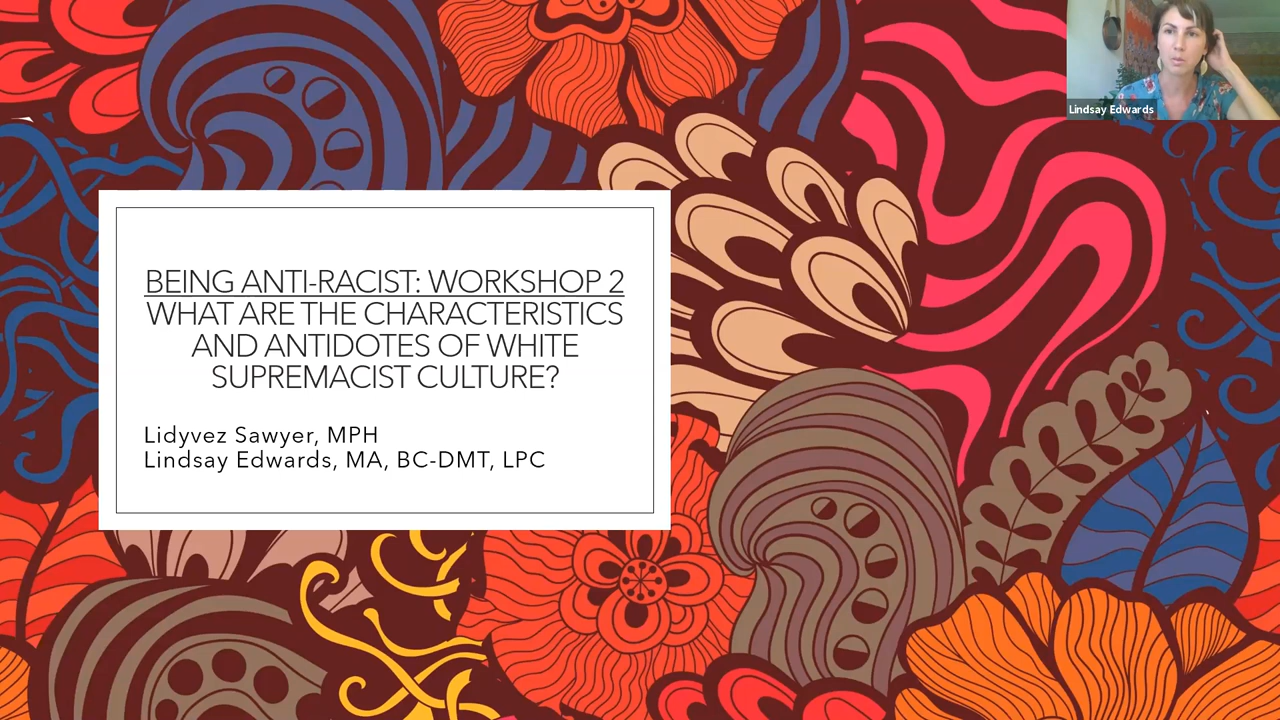 Lindsay Edwards
BEING ANTI-RACIST: WORKSHOP 2
WHAT ARE THE CHARACTERISTICS
AND ANTIDOTES OF WHITE
SUPREMACIST CULTURE?
Lidyvez Sawyer, MPH
Lindsay Edwards, MA, BC-DMT, LPC